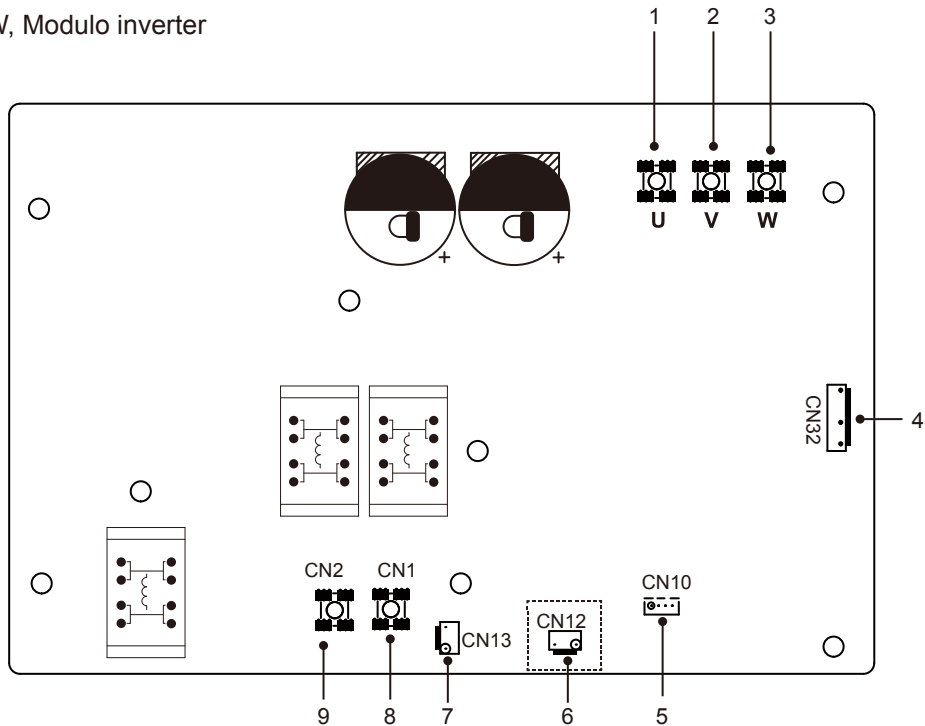 W, Modulo inverter
1 2 3
U V W
+ +
CN32
4
CN2 CN1
CN10
CN12
CN13
9 8 7 6 5